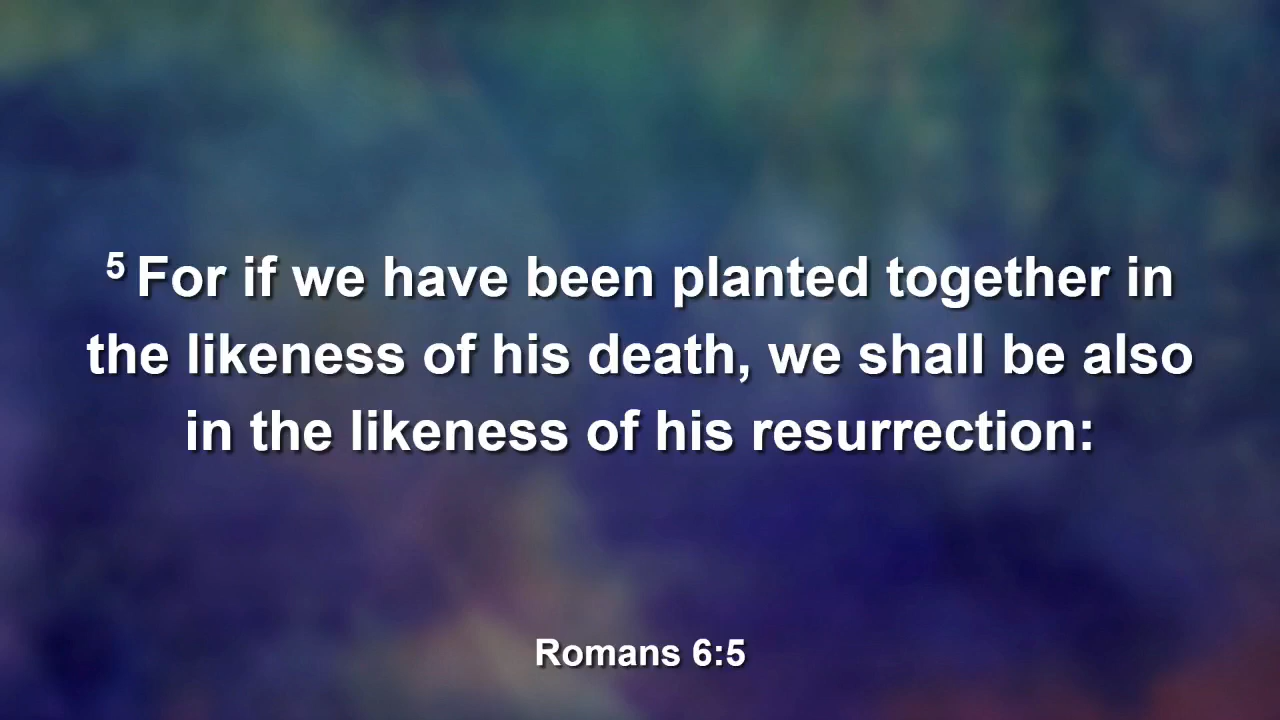 5 For if we have been planted together in
the likeness of his death, we shall be also
in the likeness of his resurrection:
Romans 6:5